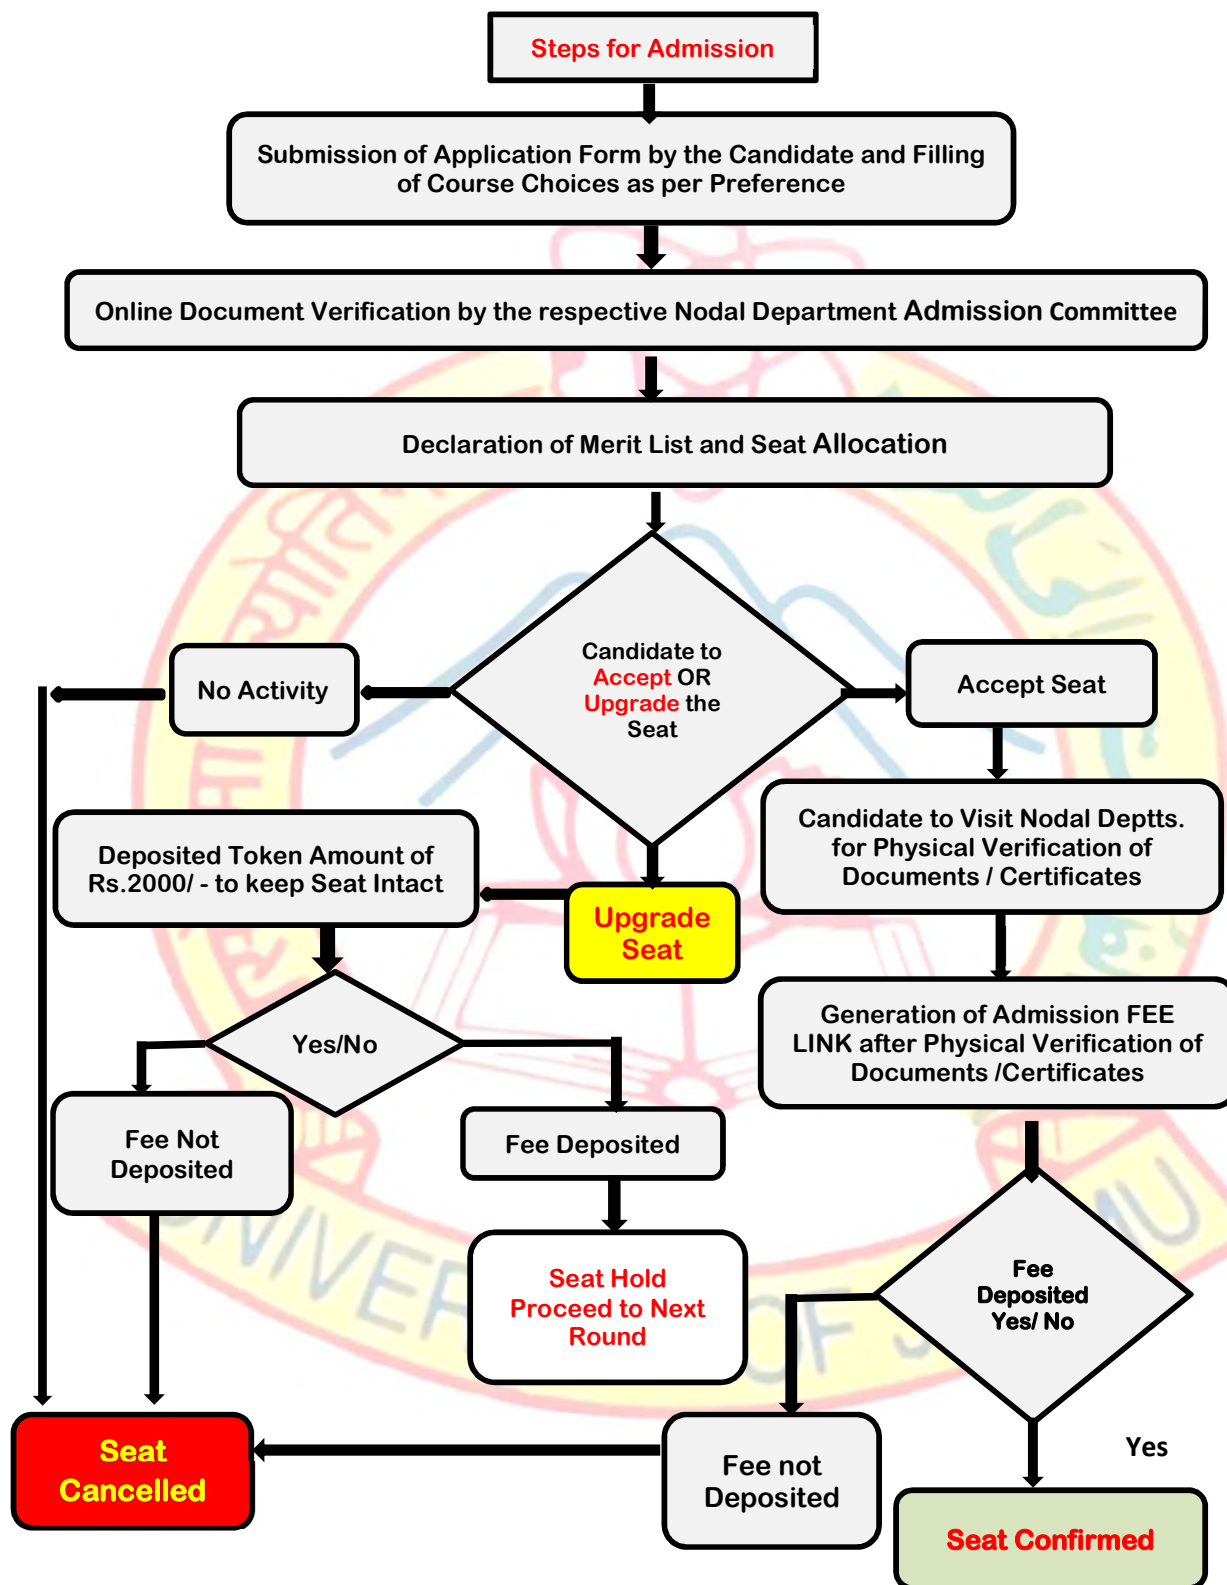 Steps for Admission
Submission of Application Form by the Candidate and Filling
of Course Choices as per Preference
Online Document Verification by the respective Nodal Department Admission Committee
Declaration of Merit List and Seat Allocation
Candidate to
Accept OR
Upgrade the
Seat
No Activity
Accept Seat
Deposited Token Amount of
Rs.2000/ - to keep Seat Intact
Upgrade
Seat
Candidate to Visit Nodal Deptts.
for Physical Verification of
Documents / Certificates
Yes/No
Generation of Admission FEE
LINK after Physical Verification of
Documents /Certificates
Fee Not
Deposited
Fee Deposited
Seat Hold
Proceed to Next
Round
Fee
Deposited
Yes/ No
Seat
Cancelled
Fee not
Deposited
Yes
Seat Confirmed